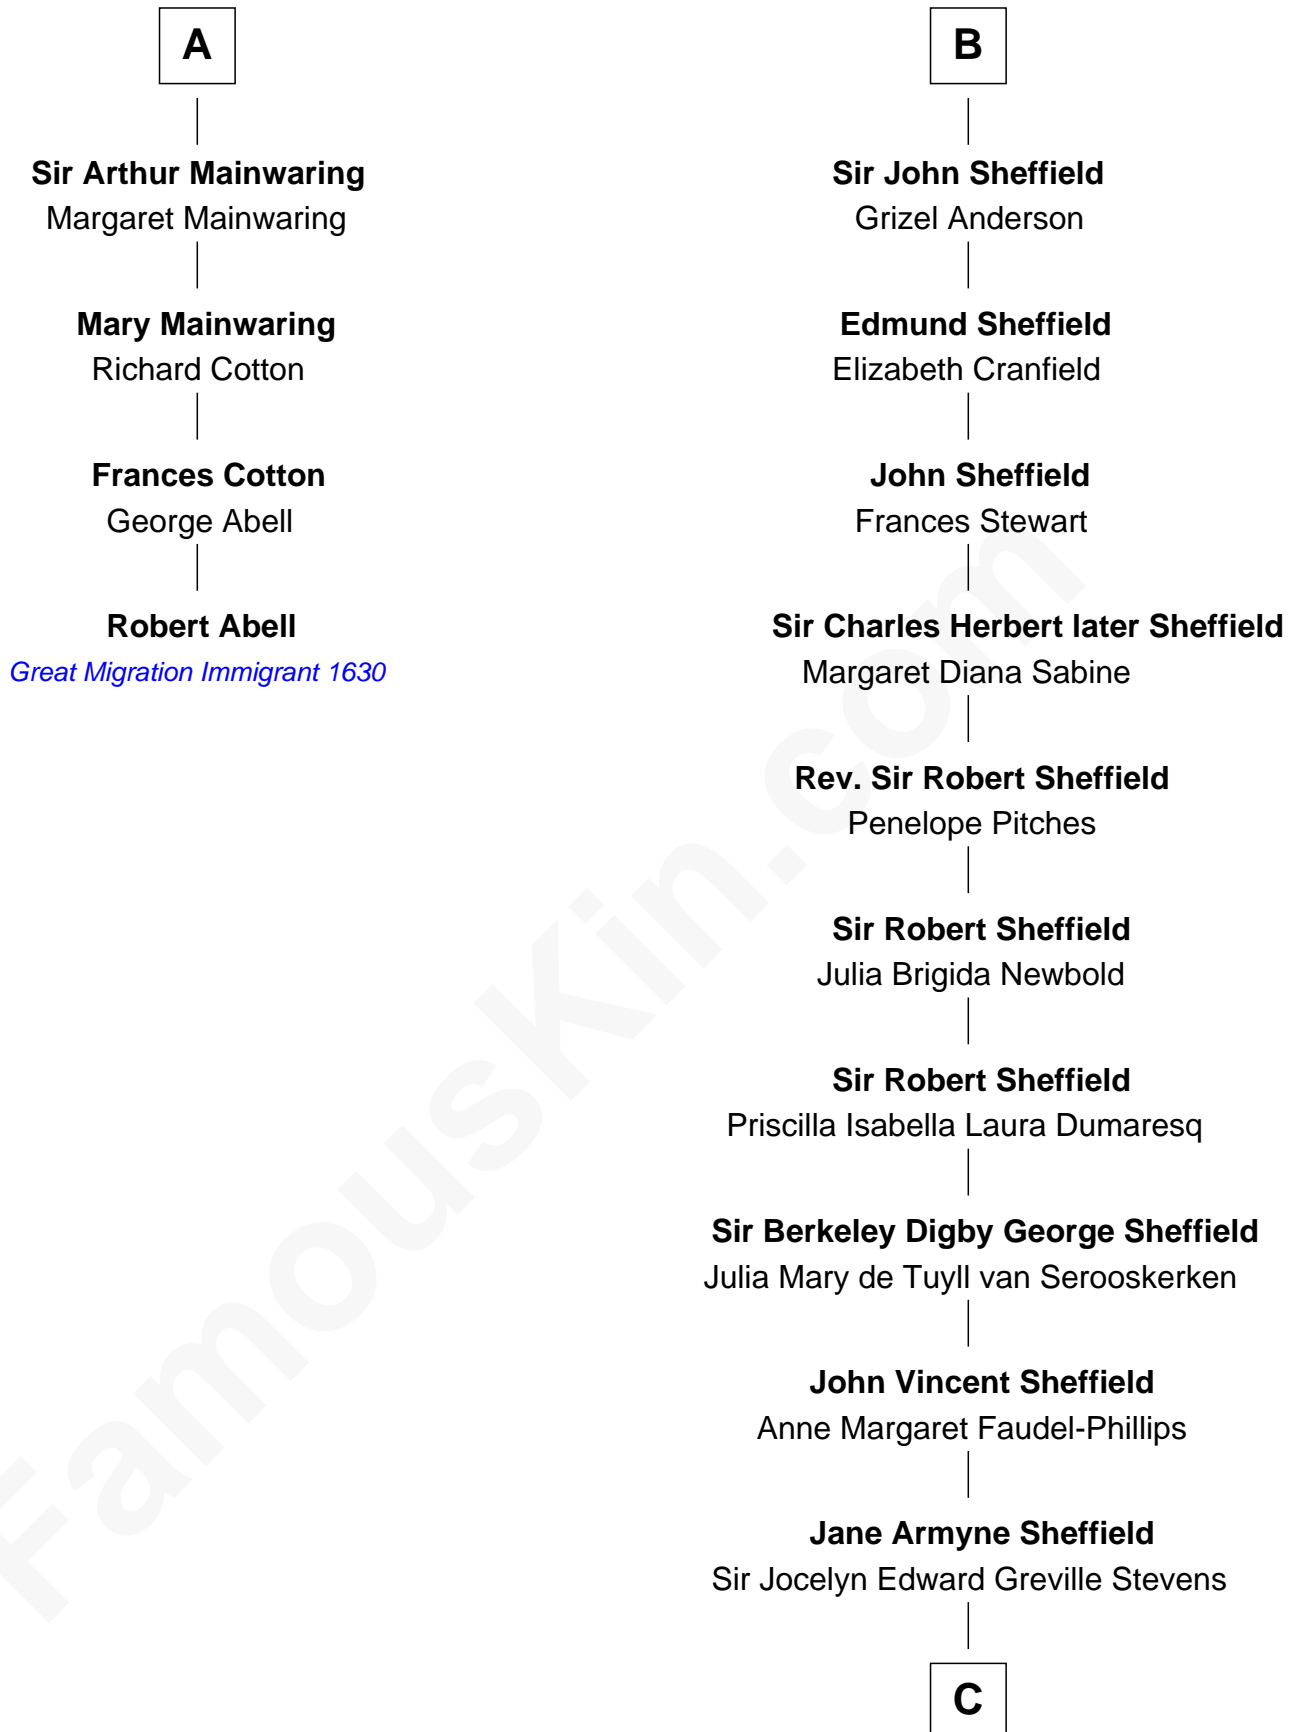 A
Sir Arthur Mainwaring
Margaret Mainwaring
Mary Mainwaring
Richard Cotton
Frances Cotton
George Abell
Robert Abell
Great Migration Immigrant 1630
B
Sir John Sheffield
Grizel Anderson
Edmund Sheffield
Elizabeth Cranfield
John Sheffield
Frances Stewart
Sir Charles Herbert later Sheffield
Margaret Diana Sabine
Rev. Sir Robert Sheffield
Penelope Pitches
Sir Robert Sheffield
Julia Brigida Newbold
Sir Robert Sheffield
Priscilla Isabella Laura Dumaresq
Sir Berkeley Digby George Sheffield
Julia Mary de Tuyll van Serooskerken
John Vincent Sheffield
Anne Margaret Faudel-Phillips
Jane Armyne Sheffield
Sir Jocelyn Edward Greville Stevens
C
FamousKin.com